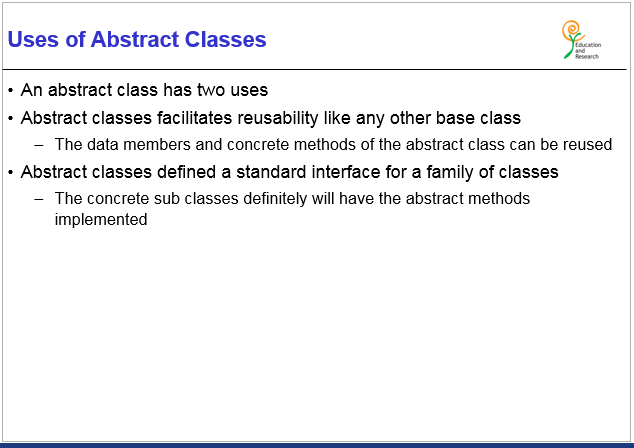 Uses of Abstract Classes
Education
and
Research
• An abstract class has two uses
• Abstract classes facilitates reusability like any other base class
– The data members and concrete methods of the abstract class can be reused
• Abstract classes defined a standard interface for a family of classes
– The concrete sub classes definitely will have the abstract methods
implemented